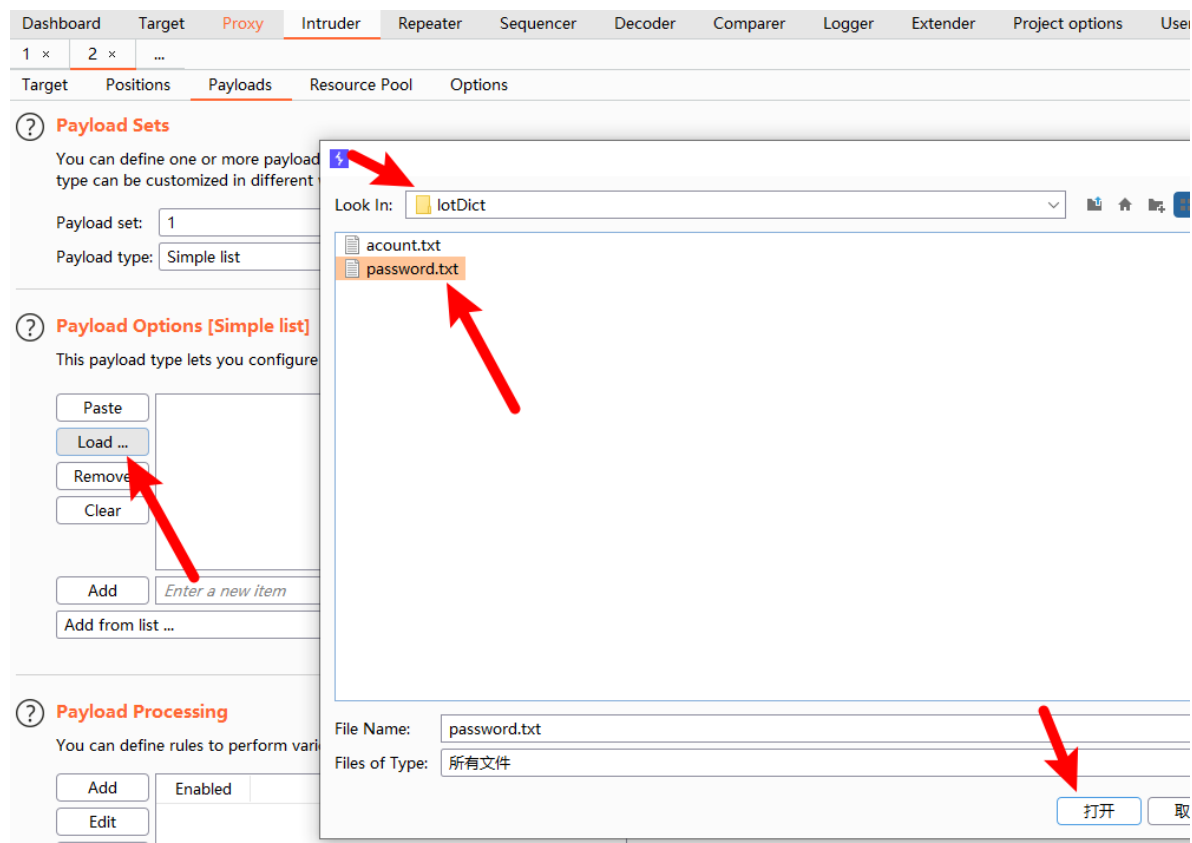 Dashboard Target Proxy Intruder Repeater Sequencer Decoder Comparer Logger Extender Project options User
1 × 2 × ...
Target Positions Payloads Resource Pool Options
? Payload Sets
You can define one or more payload
type can be customized in different
Payload set: 1
Payload type: Simple list
? Payload Options [Simple list]
This payload type lets you configure
Paste
Load ...
Remove
Clear
Add Enter a new item
Add from list ...
? Payload Processing
You can define rules to perform vari
Add Enabled
Edit
Look In: lotDict
acount.txt
password.txt
File Name: password.txt
Files of Type: 所有文件
打开 取